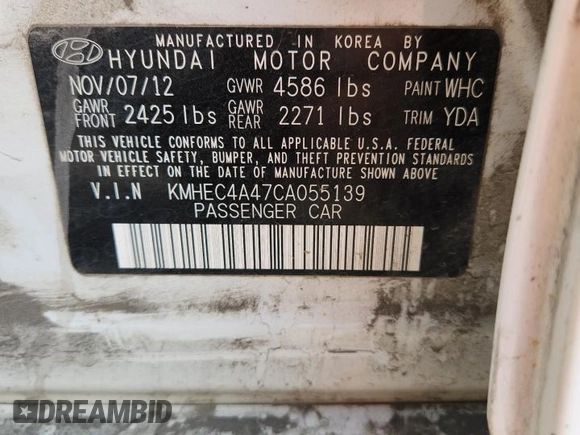 MANUFACTURED IN KOREA BY
HYUNDAI MOTOR COMPANY
NOV/07/12 GVWR 4586 lbs PAINT WHC
GAWR FRONT 2425 lbs GAWR REAR 2271 lbs TRIM YDA
THIS VEHICLE CONFORMS TO ALL APPLICABLE U.S.A. FEDERAL
MOTOR VEHICLE SAFETY, BUMPER, AND THEFT PREVENTION STANDARDS
IN EFFECT ON THE DATE OF MANUFACTURE SHOWN ABOVE
V.I.N KMHEC4A47CA055139
PASSENGER CAR
DREAMBID